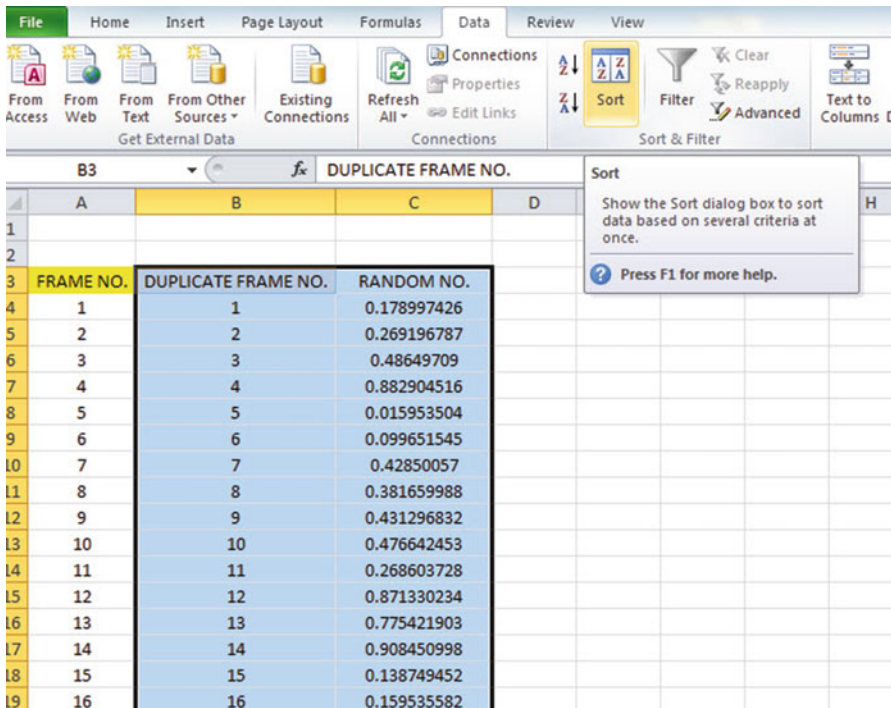 File Home Insert Page Layout Formulas Data Review View
From Access
From Web
From Text
From Other Sources
Existing Connections
Get External Data
Refresh All
Connections
Properties
Edit Links
Connections
A Z
Z A
A Z Z A
Sort
Filter
Clear
Reapply
Advanced
Sort & Filter
Text to Columns
B3 fx DUPLICATE FRAME NO.
Sort
Show the Sort dialog box to sort
data based on several criteria at
once.
Press F1 for more help.
A B C D H
1
2
3 FRAME NO. DUPLICATE FRAME NO. RANDOM NO.
4 1 1 0.178997426
5 2 2 0.269196787
6 3 3 0.48649709
7 4 4 0.882904516
8 5 5 0.015953504
9 6 6 0.099651545
10 7 7 0.42850057
11 8 8 0.381659988
12 9 9 0.431296832
13 10 10 0.476642453
14 11 11 0.268603728
15 12 12 0.871330234
16 13 13 0.775421903
17 14 14 0.908450998
18 15 15 0.138749452
19 16 16 0.159535582